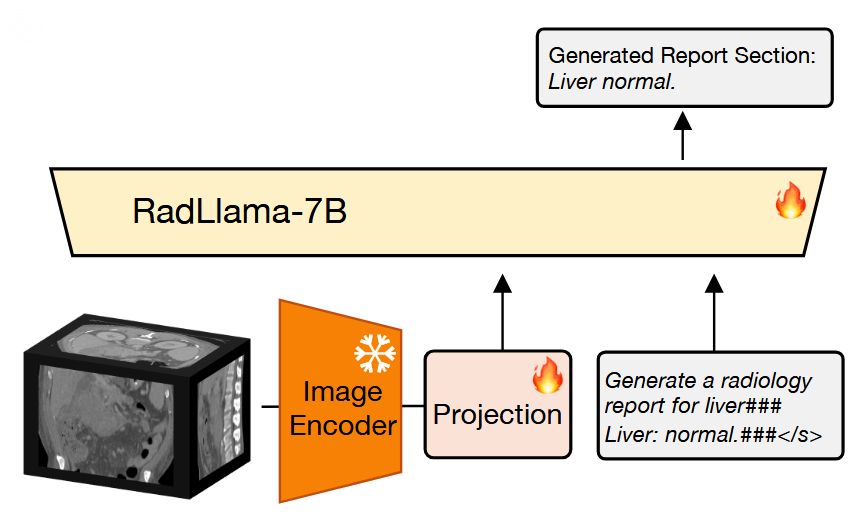 Generated Report Section:
Liver normal.
RadLlama-7B
Image
Encoder
Projection
Generate a radiology
report for liver###
Liver: normal.###</s>